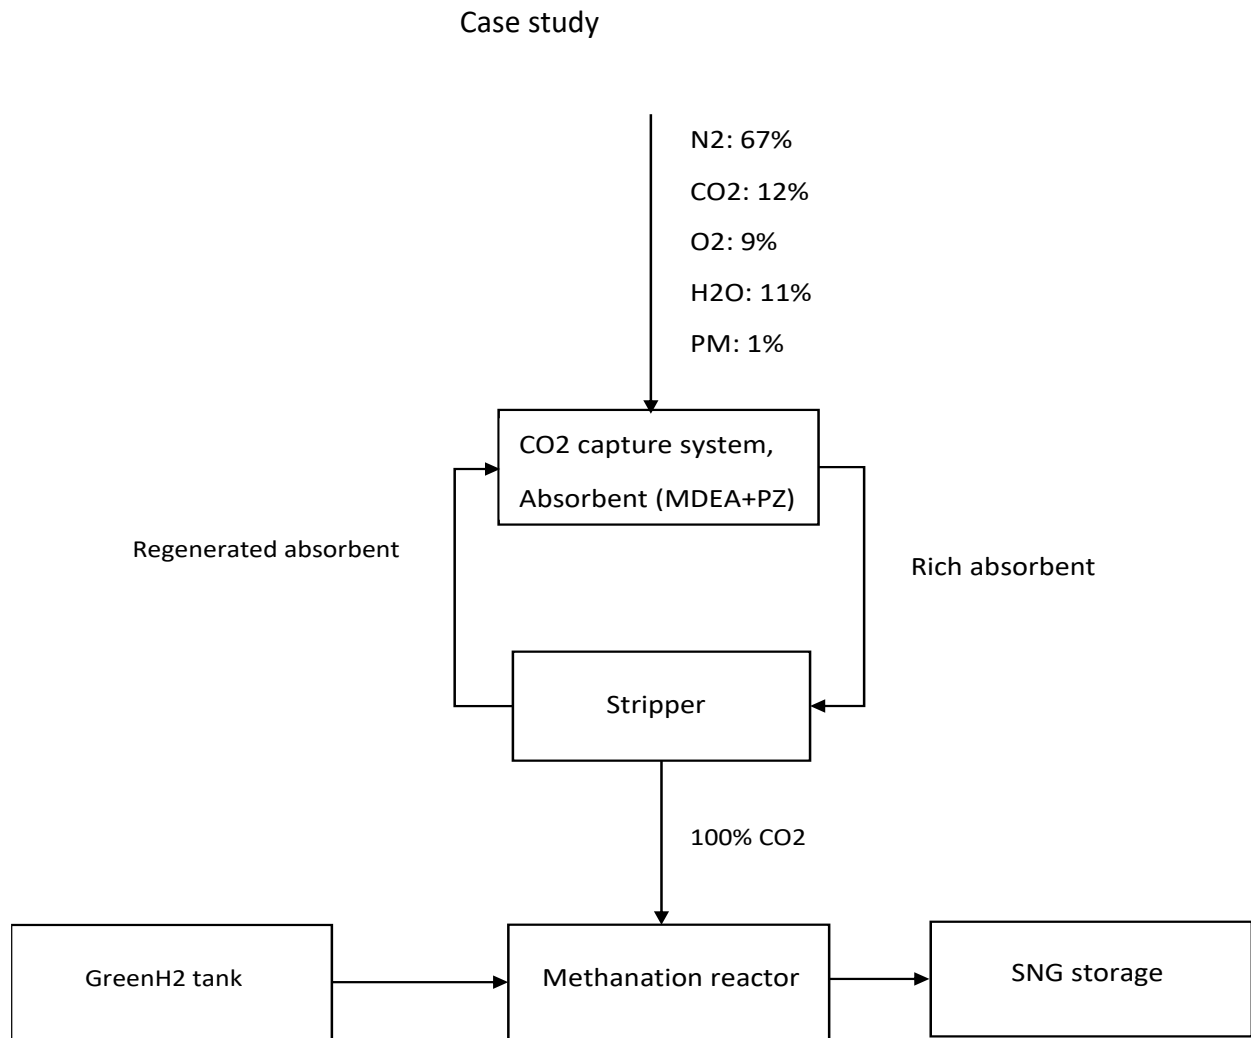 Case study
N2: 67%
CO2: 12%
O2: 9%
H2O: 11%
PM: 1%
CO2 capture system,
Absorbent (MDEA+PZ)
Regenerated absorbent
Rich absorbent
Stripper
100% CO2
GreenH2 tank
Methanation reactor
SNG storage